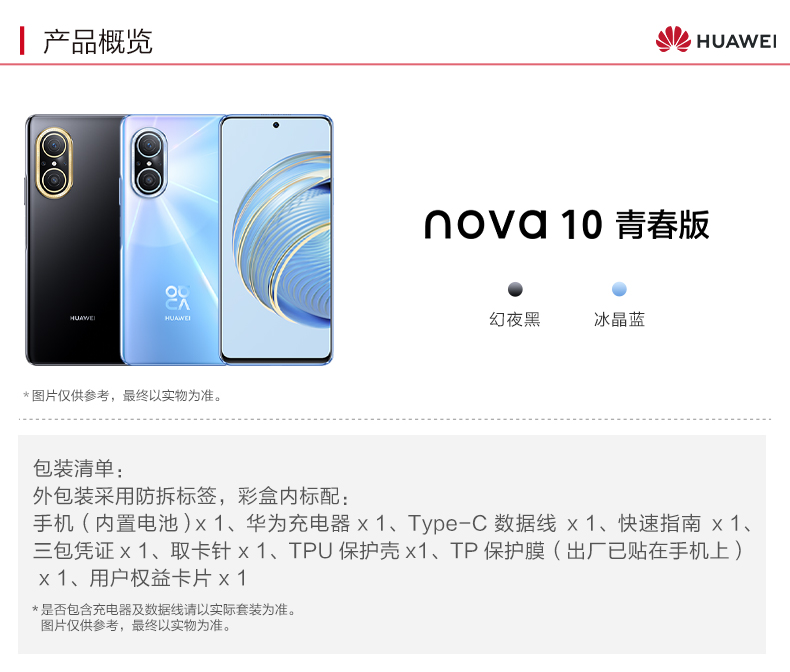 产品概览
HUAWEI
nova 10 青春版
幻夜黑
冰晶蓝
HUAWEI
HUAWEI
*图片仅供参考，最终以实物为准。
包装清单：
外包装采用防拆标签，彩盒内标配：
手机（内置电池）x 1、华为充电器 x 1、Type-C 数据线 x 1、快速指南 x 1、
三包凭证 x 1、取卡针 x 1、TPU 保护壳 x1、TP 保护膜（出厂已贴在手机上）
x 1、用户权益卡片 x 1
*是否包含充电器及数据线请以实际套装为准。
图片仅供参考，最终以实物为准。